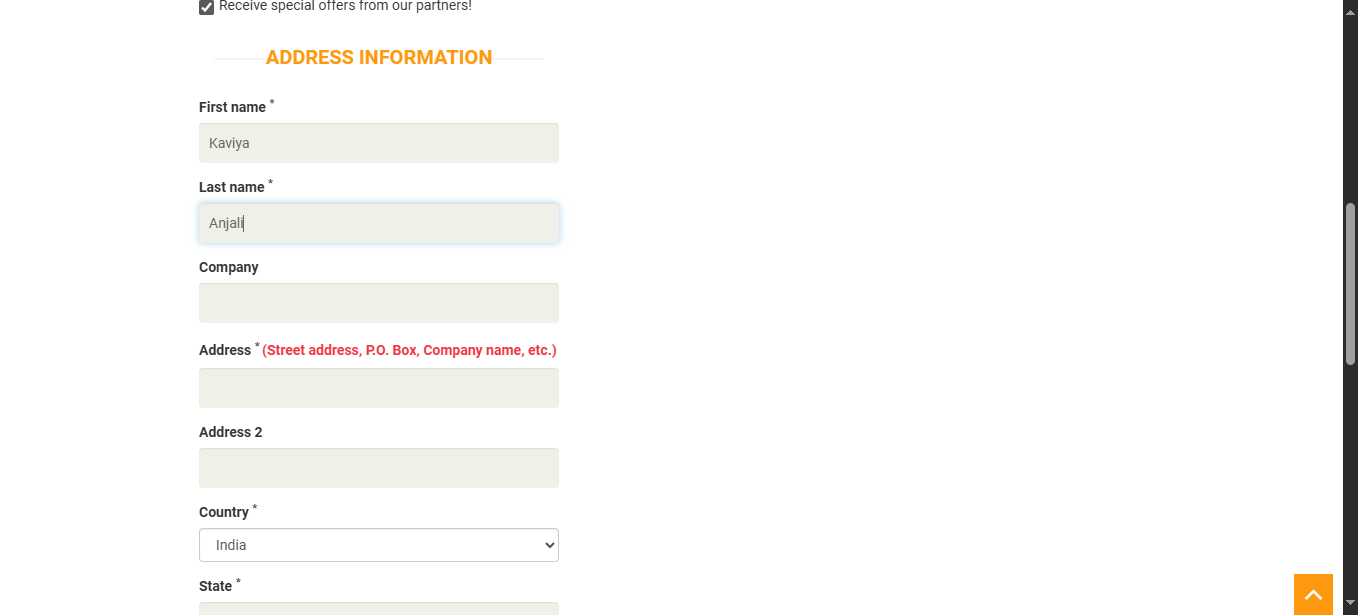 Receive special offers from our partners!
ADDRESS INFORMATION
First name *
Kaviya
Last name *
Anjali
Company
Address * (Street address, P.O. Box, Company name, etc.)
Address 2
Country *
India
State *